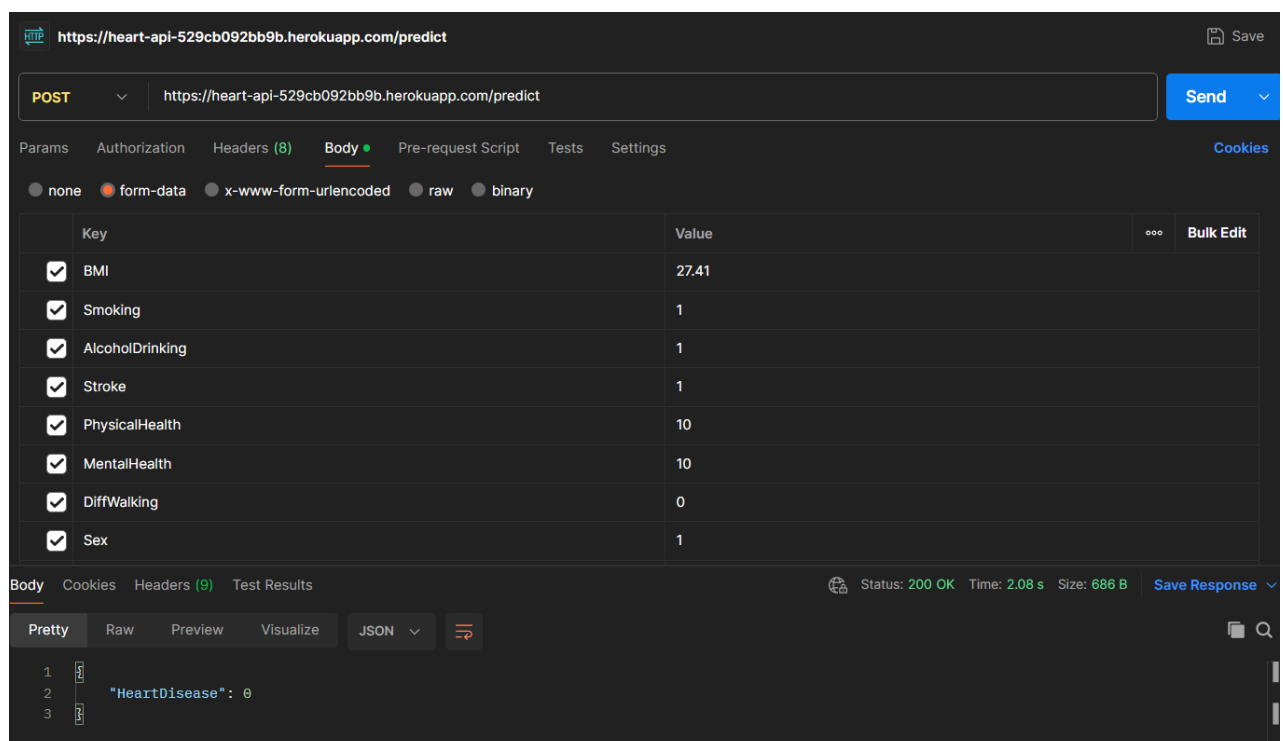 HTTP https://heart-api-529cb092bb9b.herokuapp.com/predict Save
POST https://heart-api-529cb092bb9b.herokuapp.com/predict Send
Params Authorization Headers (8) Body Pre-request Script Tests Settings Cookies
none form-data x-www-form-urlencoded raw binary
Key Value Bulk Edit
BMI 27.41
Smoking 1
AlcoholDrinking 1
Stroke 1
PhysicalHealth 10
MentalHealth 10
DiffWalking 0
Sex 1
Body Cookies Headers (9) Test Results Status: 200 OK Time: 2.08 s Size: 686 B Save Response
Pretty Raw Preview Visualize JSON
1 {
2 "HeartDisease": 0
3 }